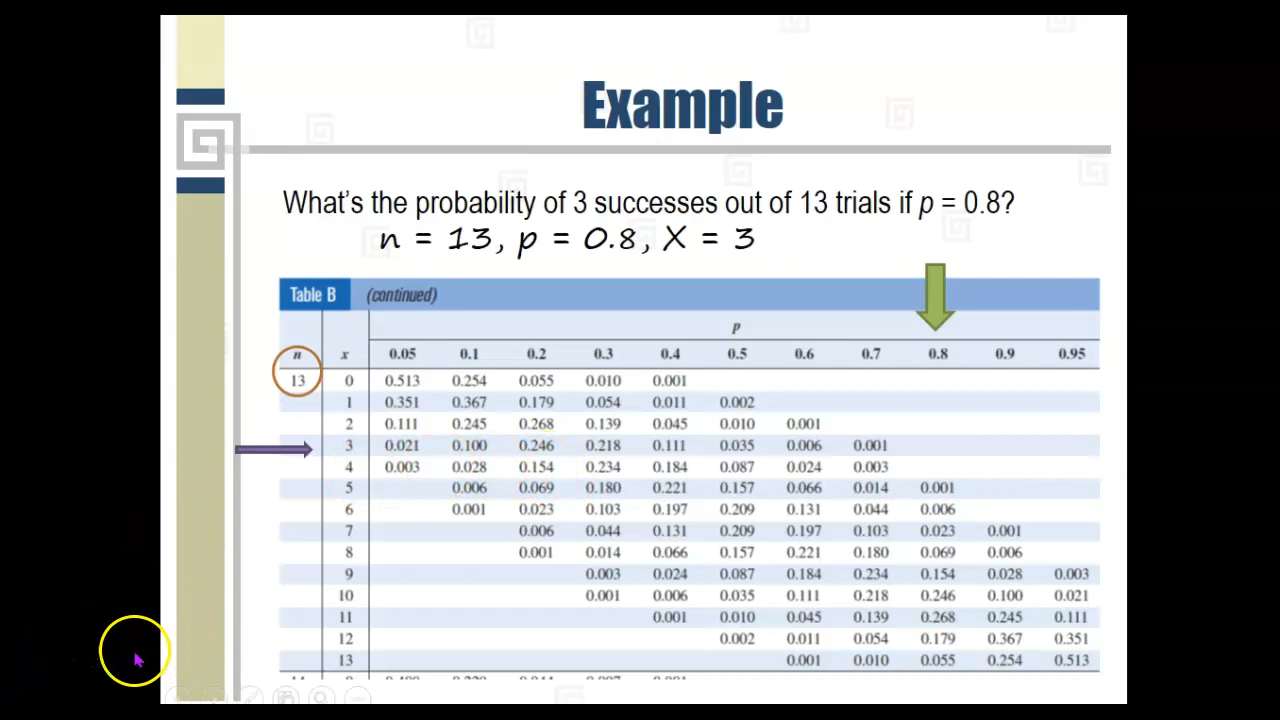 Example
What's the probability of 3 successes out of 13 trials if p = 0.8?
n = 13, p = 0.8, X = 3
Table B (continued)
p
n x 0.05 0.1 0.2 0.3 0.4 0.5 0.6 0.7 0.8 0.9 0.95
13 0 0.513 0.254 0.055 0.010 0.001
1 0.351 0.367 0.179 0.054 0.011 0.002
2 0.111 0.245 0.268 0.139 0.045 0.010 0.001
3 0.021 0.100 0.246 0.218 0.111 0.035 0.006 0.001
4 0.003 0.028 0.154 0.234 0.184 0.087 0.024 0.003
5 0.006 0.069 0.180 0.221 0.157 0.066 0.014 0.001
6 0.001 0.023 0.103 0.197 0.209 0.131 0.044 0.006
7 0.006 0.044 0.131 0.209 0.197 0.103 0.023 0.001
8 0.001 0.014 0.066 0.157 0.221 0.180 0.069 0.006
9 0.003 0.024 0.087 0.184 0.234 0.154 0.028 0.003
10 0.001 0.006 0.035 0.111 0.218 0.246 0.100 0.021
11 0.001 0.010 0.045 0.139 0.268 0.245 0.111
12 0.002 0.011 0.054 0.179 0.367 0.351
13 0.001 0.010 0.055 0.254 0.513